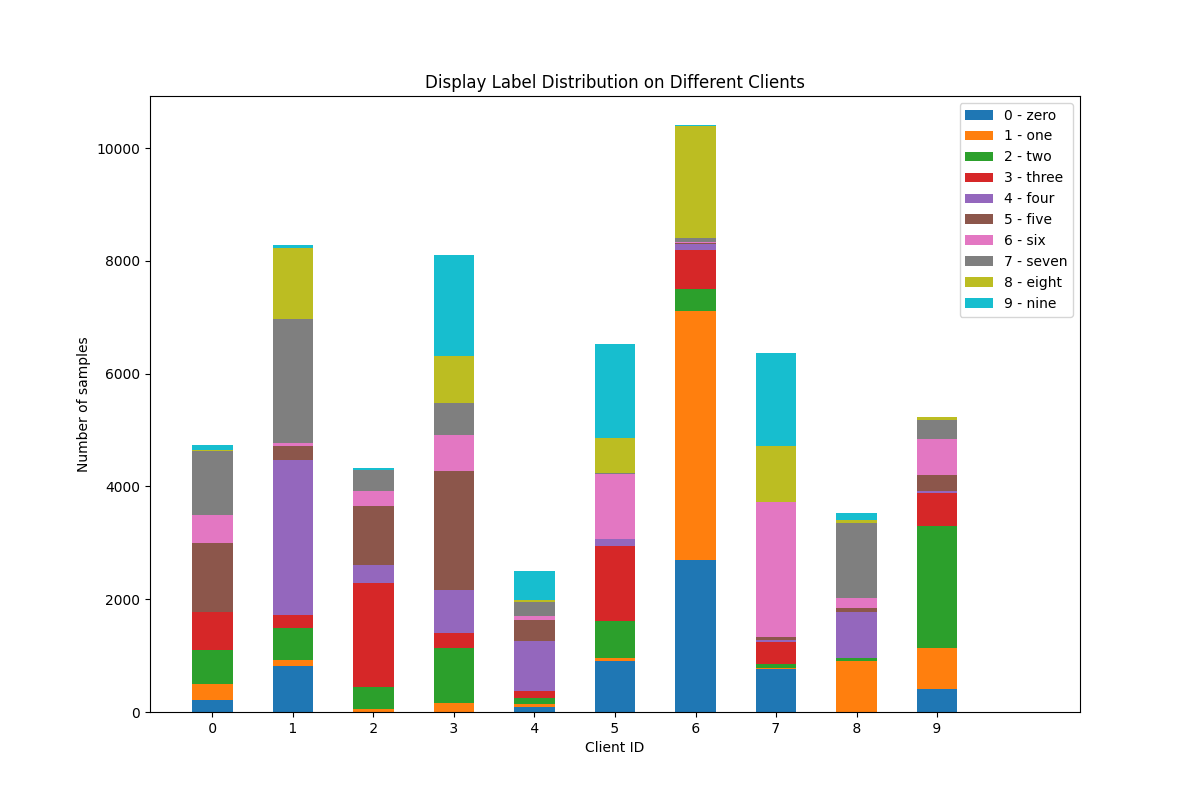 Display Label Distribution on Different Clients
Number of samples
10000
8000
6000
4000
2000
0
0 1 2 3 4 5 6 7 8 9
Client ID
0 - zero
1 - one
2 - two
3 - three
4 - four
5 - five
6 - six
7 - seven
8 - eight
9 - nine